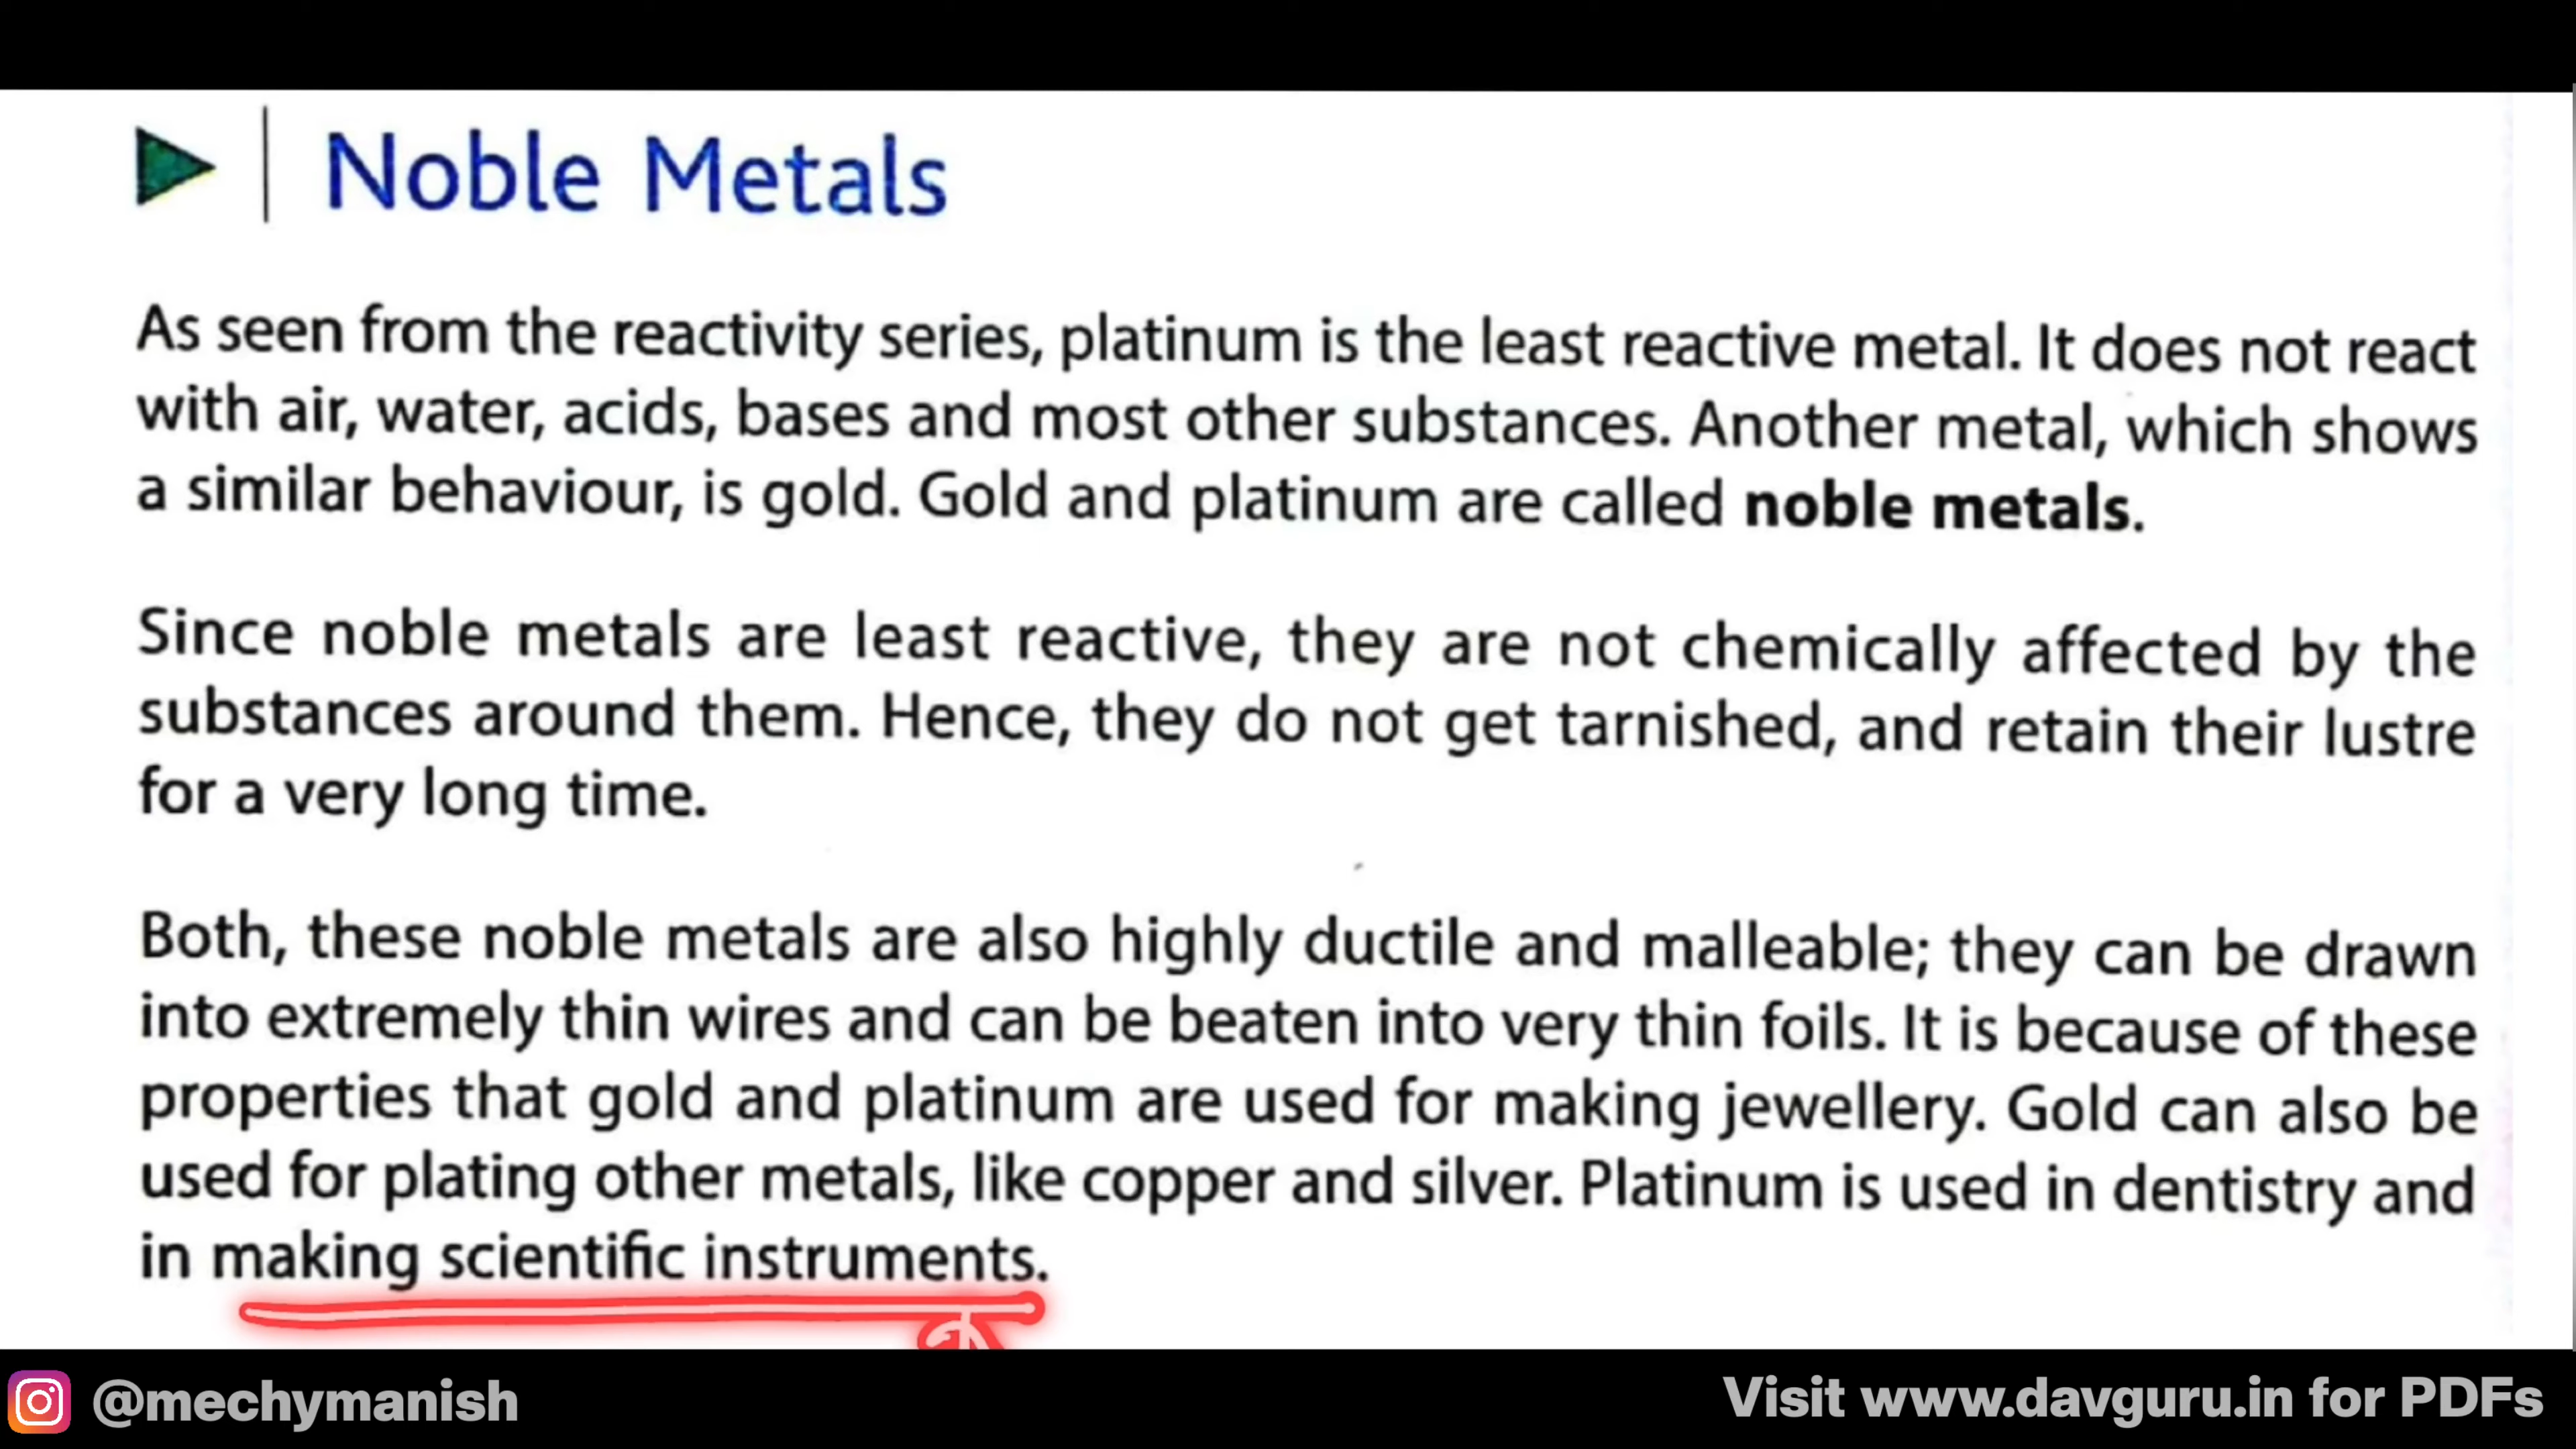 Noble Metals
As seen from the reactivity series, platinum is the least reactive metal. It does not react
with air, water, acids, bases and most other substances. Another metal, which shows
a similar behaviour, is gold. Gold and platinum are called noble metals.
Since noble metals are least reactive, they are not chemically affected by the
substances around them. Hence, they do not get tarnished, and retain their lustre
for a very long time.
Both, these noble metals are also highly ductile and malleable; they can be drawn
into extremely thin wires and can be beaten into very thin foils. It is because of these
properties that gold and platinum are used for making jewellery. Gold can also be
used for plating other metals, like copper and silver. Platinum is used in dentistry and
in making scientific instruments.
@mechymanish
Visit www.davguru.in for PDFs